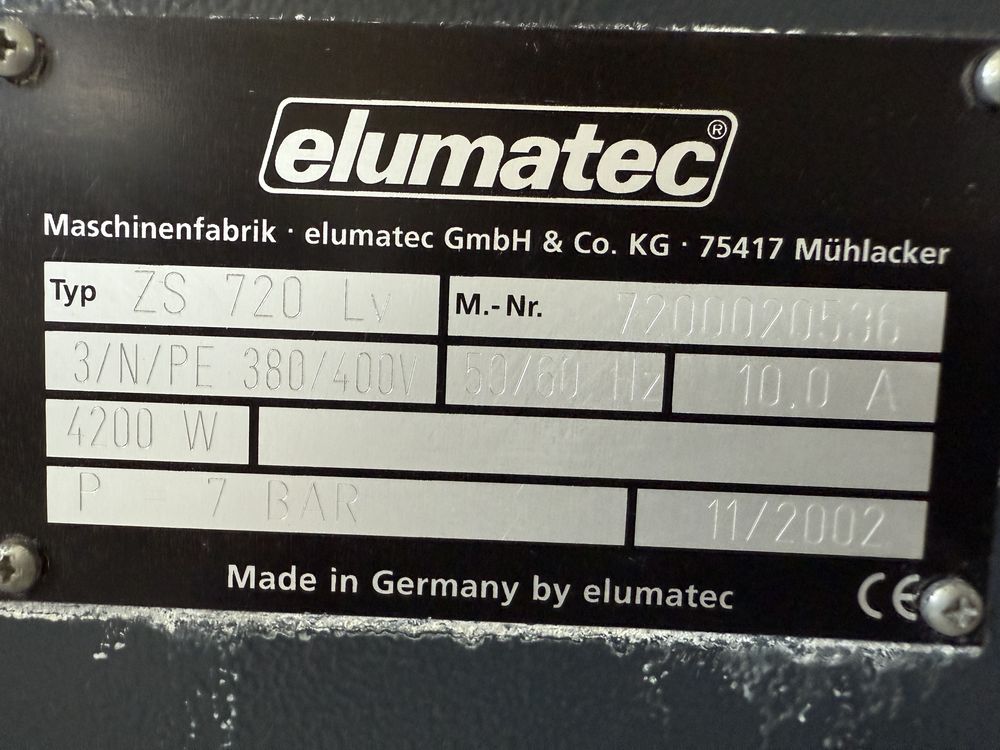 elumatec®
Maschinenfabrik · elumatec GmbH & Co. KG · 75417 Mühlacker
Typ ZS 720 Lv M.-Nr. 7200020536
3/N/PE 380/400V 50/60 Hz 10,0 A
4200 W
P - 7 BAR 11/2002
Made in Germany by elumatec CE